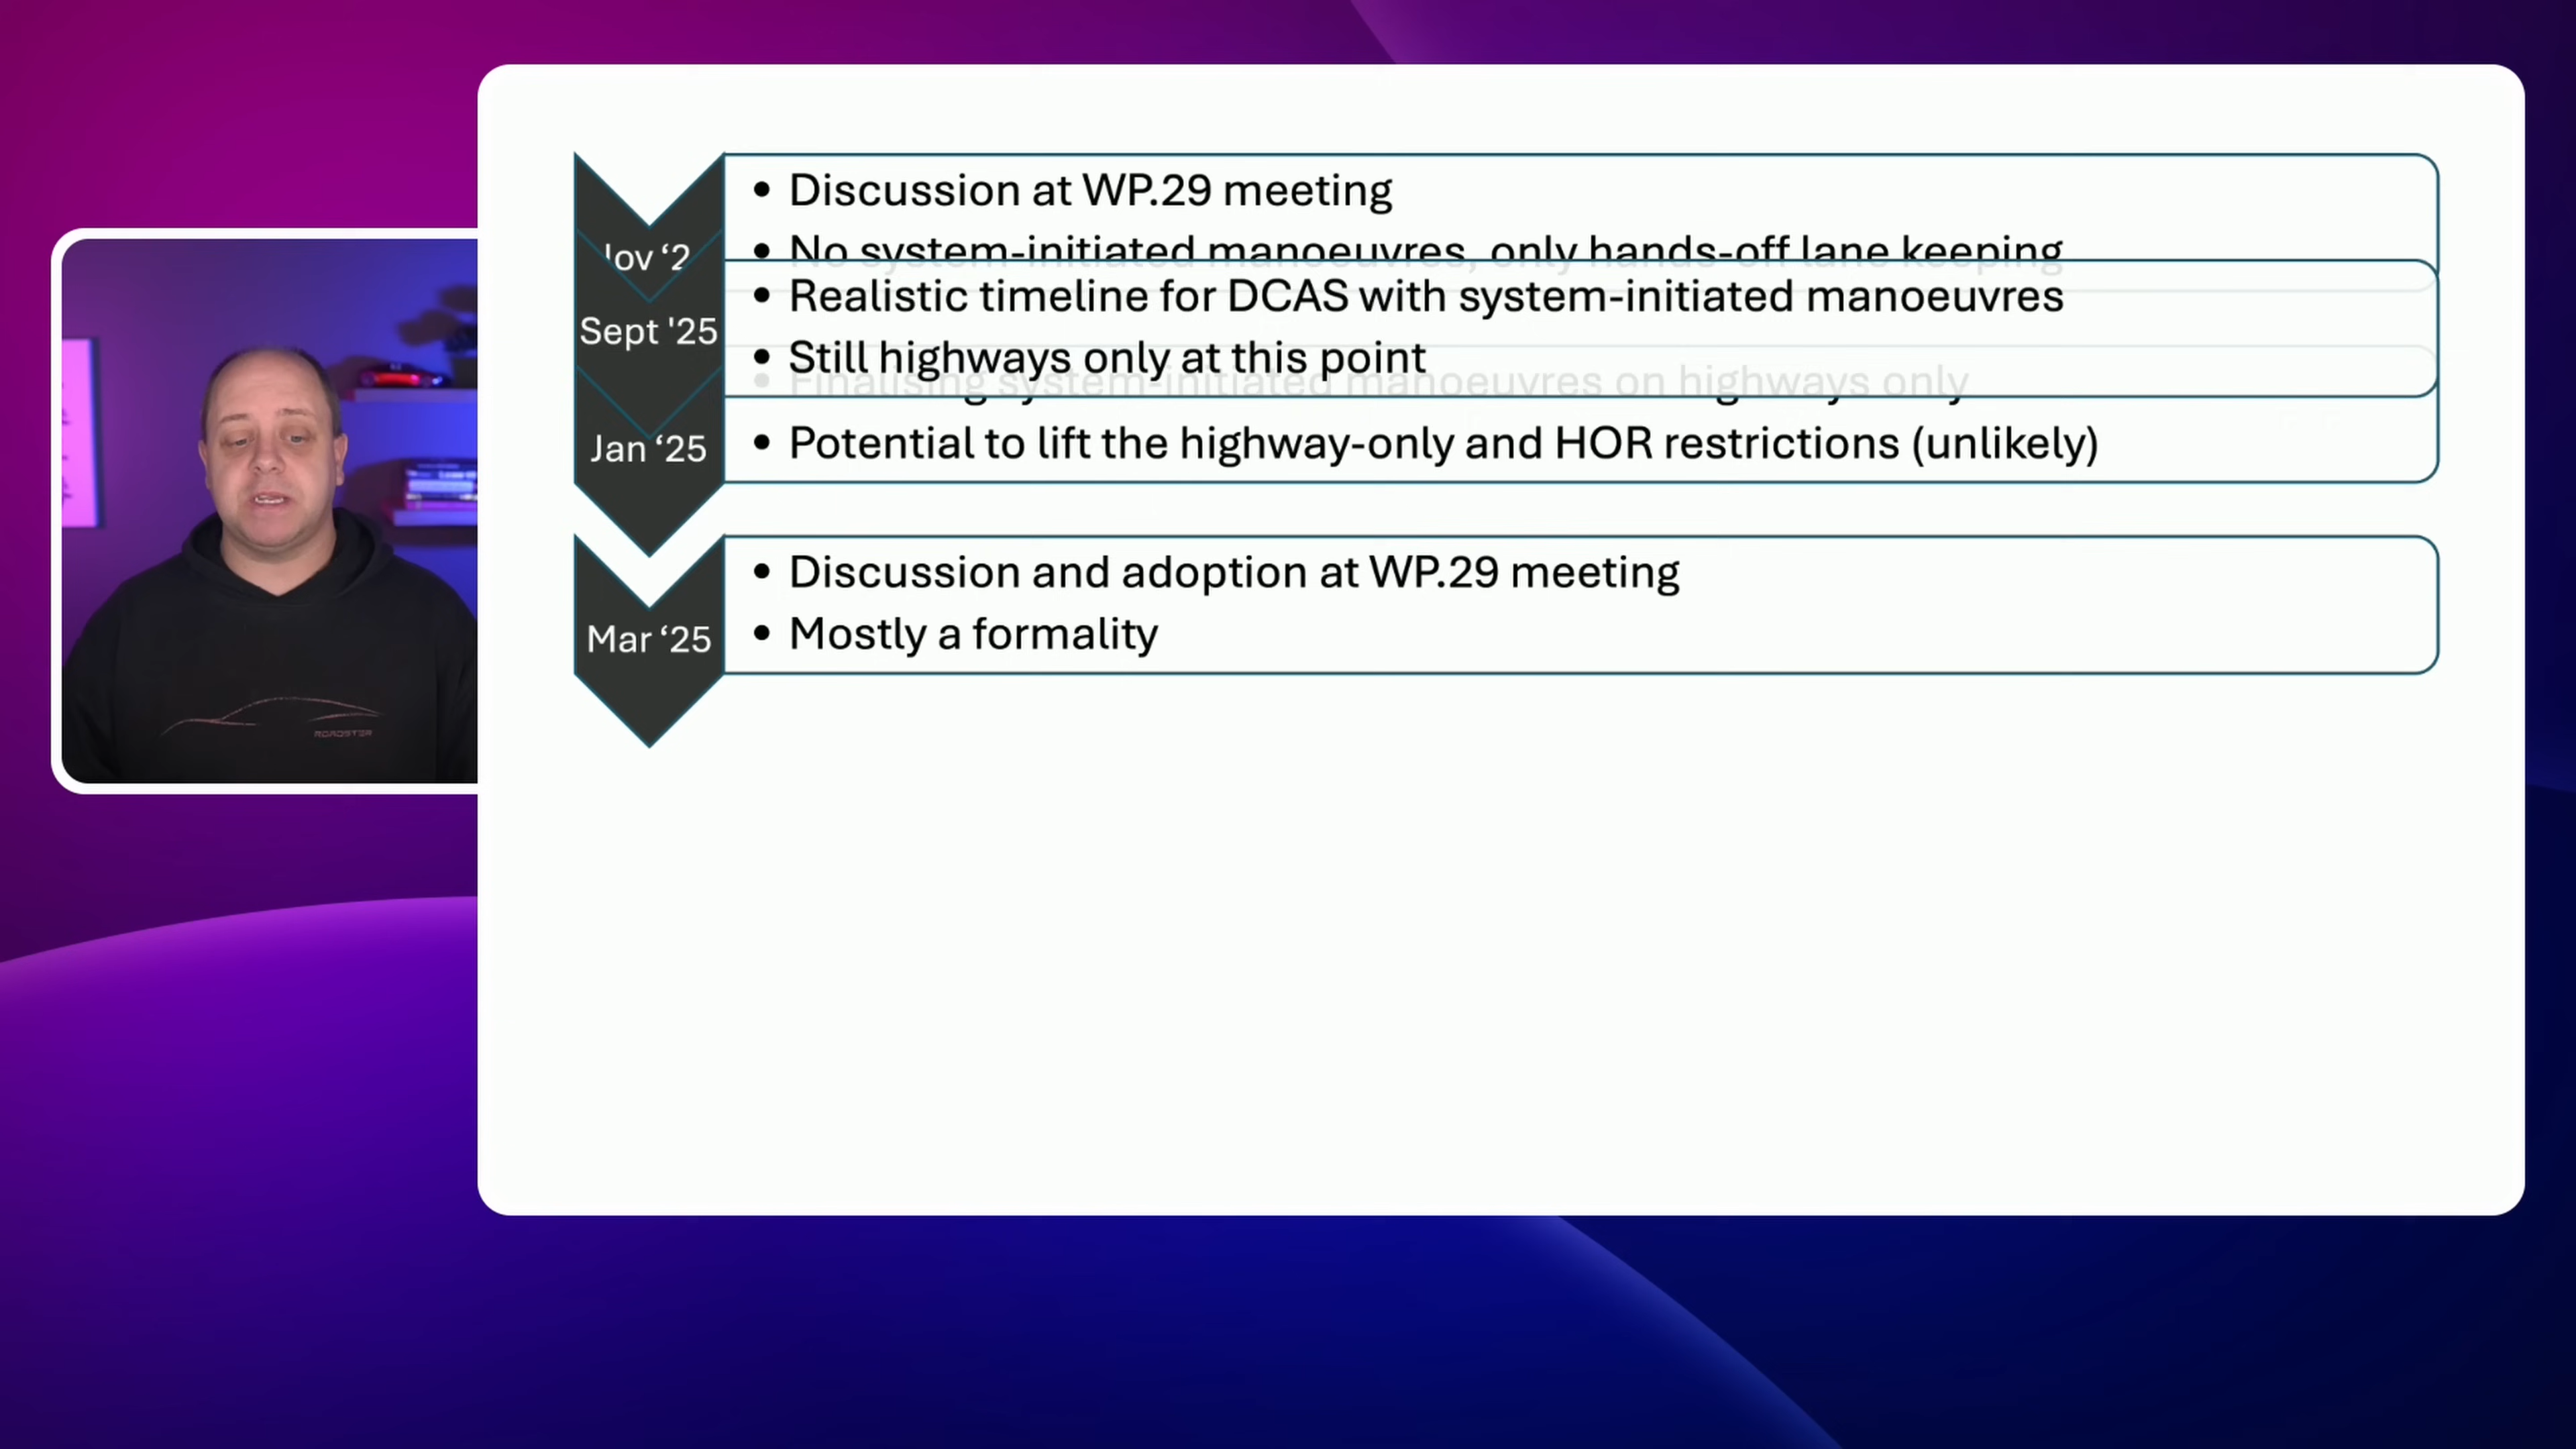 Discussion at WP.29 meeting
Nov ‘2
No system-initiated manoeuvres, only hands-off lane keeping
Realistic timeline for DCAS with system-initiated manoeuvres
Sept '25
Still highways only at this point
Finalising system-initiated manoeuvres on highways only
Jan ‘25
Potential to lift the highway-only and HOR restrictions (unlikely)
Discussion and adoption at WP.29 meeting
Mar ‘25
Mostly a formality
ROADSTER